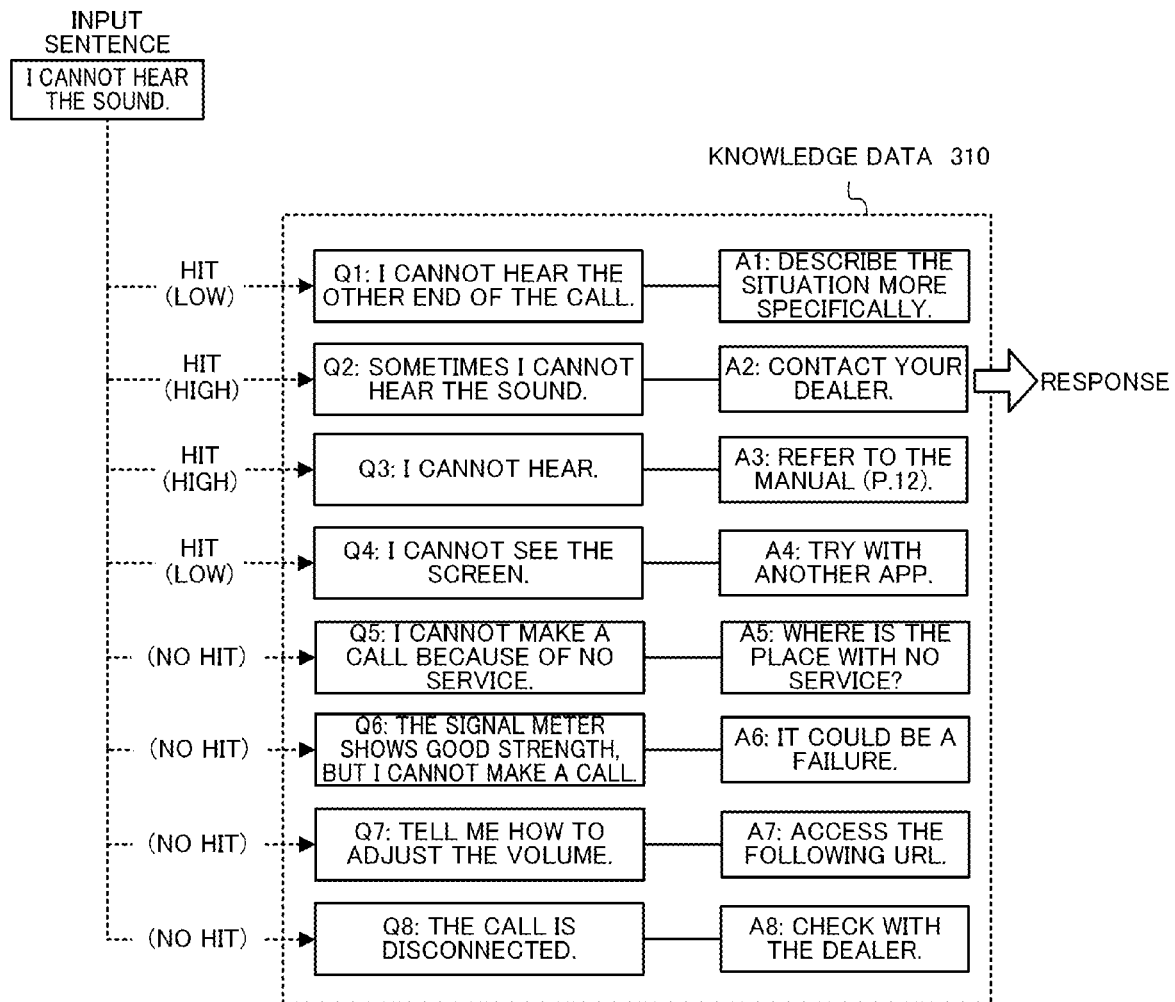 INPUT
SENTENCE
I CANNOT HEAR
THE SOUND.
KNOWLEDGE DATA 310
HIT
(LOW)
Q1: I CANNOT HEAR THE
OTHER END OF THE CALL.
A1: DESCRIBE THE
SITUATION MORE
SPECIFICALLY.
HIT
(HIGH)
Q2: SOMETIMES I CANNOT
HEAR THE SOUND.
A2: CONTACT YOUR
DEALER.
RESPONSE
HIT
(HIGH)
Q3: I CANNOT HEAR.
A3: REFER TO THE
MANUAL (P.12).
HIT
(LOW)
Q4: I CANNOT SEE THE
SCREEN.
A4: TRY WITH
ANOTHER APP.
(NO HIT)
Q5: I CANNOT MAKE A
CALL BECAUSE OF NO
SERVICE.
A5: WHERE IS THE
PLACE WITH NO
SERVICE?
(NO HIT)
Q6: THE SIGNAL METER
SHOWS GOOD STRENGTH,
BUT I CANNOT MAKE A CALL.
A6: IT COULD BE A
FAILURE.
(NO HIT)
Q7: TELL ME HOW TO
ADJUST THE VOLUME.
A7: ACCESS THE
FOLLOWING URL.
(NO HIT)
Q8: THE CALL IS
DISCONNECTED.
A8: CHECK WITH
THE DEALER.